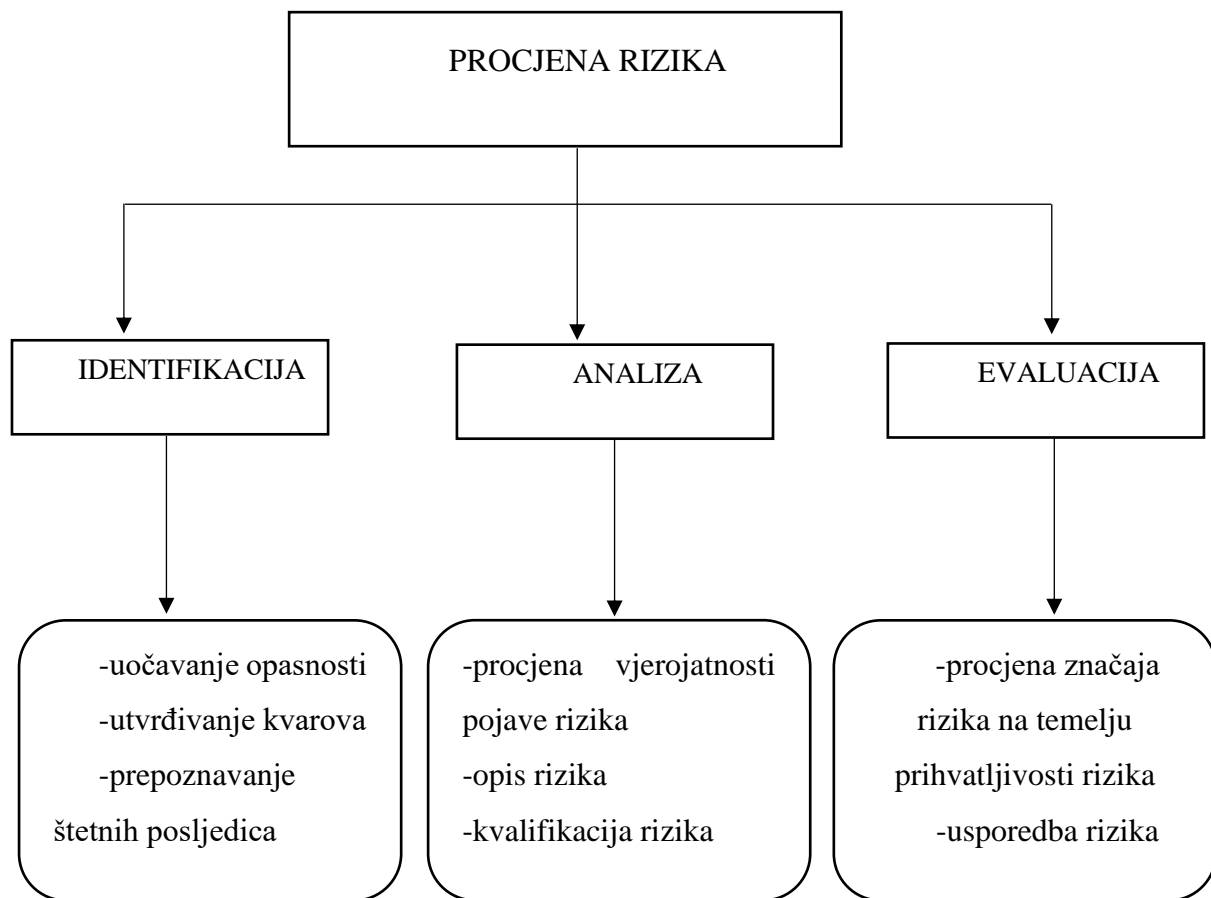 PROCJENA RIZIKA
IDENTIFIKACIJA
ANALIZA
EVALUACIJA
-uočavanje opasnosti
-utvrđivanje kvarova
-prepoznavanje
štetnih posljedica
-procjena vjerojatnosti
pojave rizika
-opis rizika
-kvalifikacija rizika
-procjena značaja
rizika na temelju
prihvatljivosti rizika
-usporedba rizika